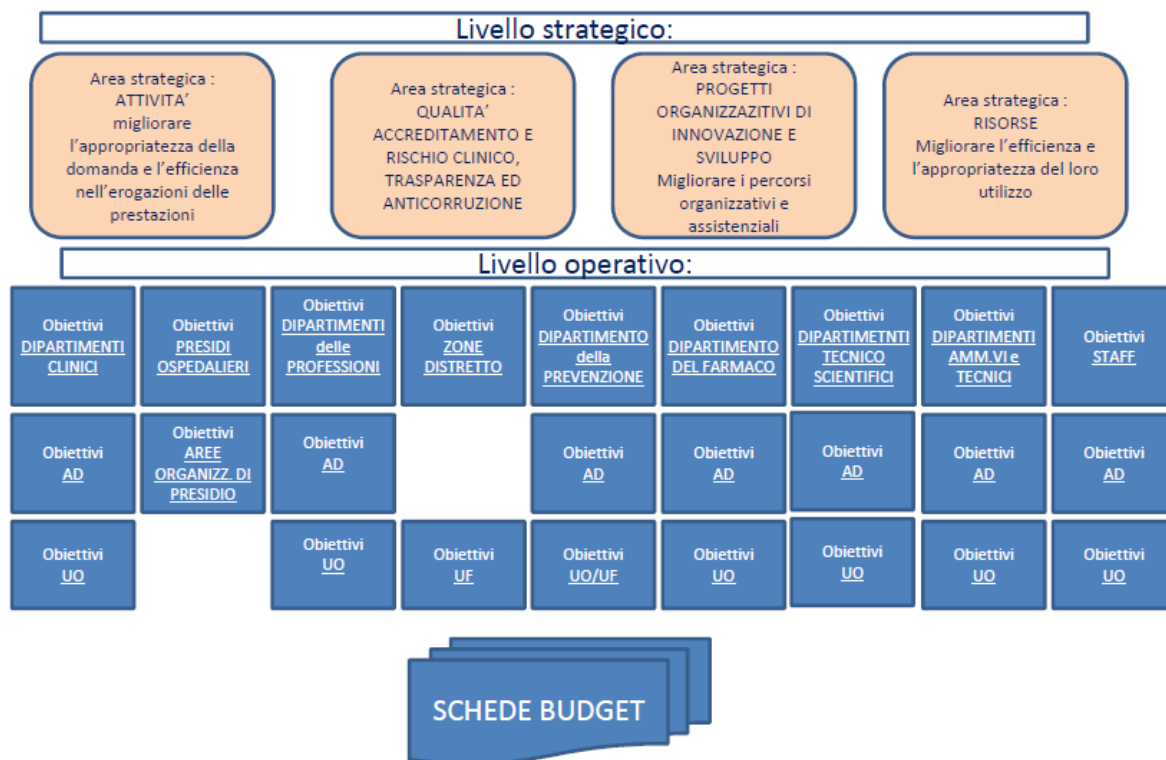 Livello strategico:
Area strategica :
ATTIVITA’
migliorare
l’appropriatezza della
domanda e l’efficienza
nell’erogazioni delle
prestazioni
Area strategica :
QUALITA’
ACCREDITAMENTO E
RISCHIO CLINICO,
TRASPARENZA ED
ANTICORRUZIONE
Area strategica :
PROGETTI
ORGANIZZAZITIVI DI
INNOVAZIONE E
SVILUPPO
Migliorare i percorsi
organizzativi e
assistenziali
Area strategica :
RISORSE
Migliorare l’efficienza e
l’appropriatezza del loro
utilizzo
Livello operativo:
Obiettivi
DIPARTIMENTI
CLINICI
Obiettivi
PRESIDI
OSPEDALIERI
Obiettivi
DIPARTIMENTI
delle
PROFESSIONI
Obiettivi
ZONE
DISTRETTO
Obiettivi
DIPARTIMENTO
della
PREVENZIONE
Obiettivi
DIPARTIMENTO
DEL FARMACO
Obiettivi
DIPARTIMETNTI
TECNICO
SCIENTIFICI
Obiettivi
DIPARTIMENTI
AMM.VI e
TECNICI
Obiettivi
STAFF
Obiettivi
AD
Obiettivi
AREE
ORGANIZZ. DI
PRESIDIO
Obiettivi
AD
Obiettivi
AD
Obiettivi
AD
Obiettivi
AD
Obiettivi
AD
Obiettivi
AD
Obiettivi
UO
Obiettivi
UO
Obiettivi
UF
Obiettivi
UO/UF
Obiettivi
UO
Obiettivi
UO
Obiettivi
UO
Obiettivi
UO
SCHEDE BUDGET